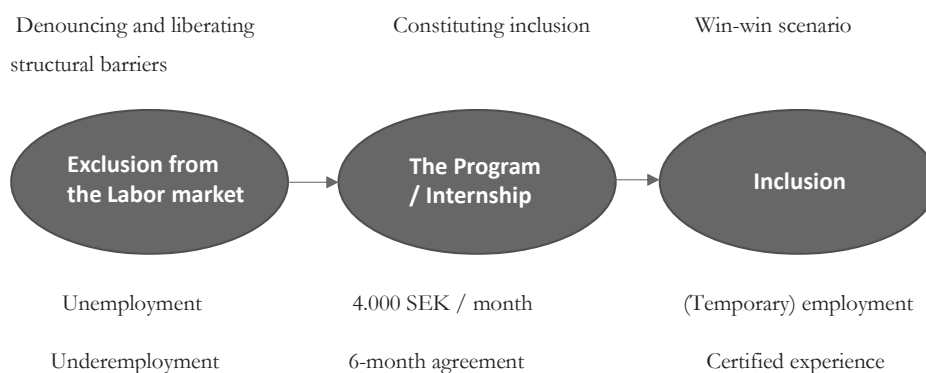 Denouncing and liberating
structural barriers
Constituting inclusion
Win-win scenario
Exclusion from
the Labor market
The Program
/ Internship
Inclusion
Unemployment
4.000 SEK / month
(Temporary) employment
Underemployment
6-month agreement
Certified experience